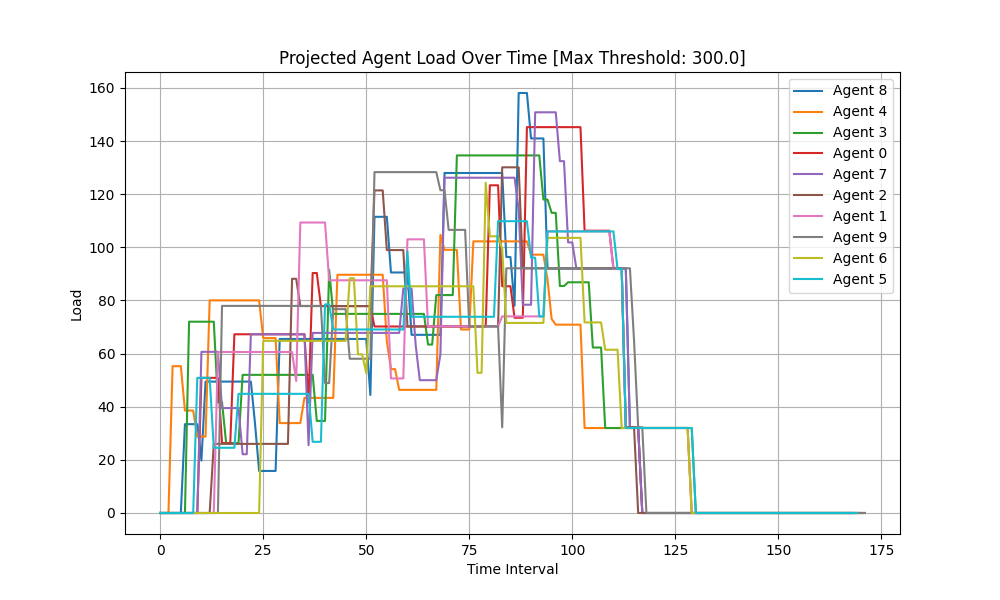 Projected Agent Load Over Time [Max Threshold: 300.0]
Load
160
140
120
100
80
60
40
20
0
0 25 50 75 100 125 150 175
Time Interval
Agent 8
Agent 4
Agent 3
Agent 0
Agent 7
Agent 2
Agent 1
Agent 9
Agent 6
Agent 5